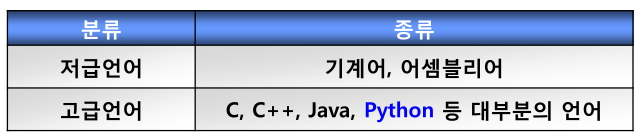 분류 종류
저급언어 기계어, 어셈블리어
고급언어 C, C++, Java, Python 등 대부분의 언어